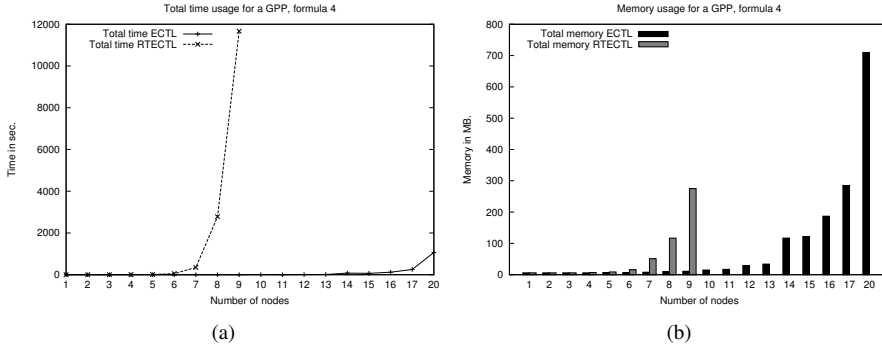 Total time usage for a GPP, formula 4
Total time ECTL
Total time RTECTL
12000
10000
8000
6000
4000
2000
0
Time in sec.
1 2 3 4 5 6 7 8 9 10 11 12 13 14 15 16 17 20
Number of nodes
(a)
Memory usage for a GPP, formula 4
Total memory ECTL
Total memory RTECTL
800
700
600
500
400
300
200
100
0
Memory in MB.
1 2 3 4 5 6 7 8 9 10 11 12 13 14 15 16 17 20
Number of nodes
(b)